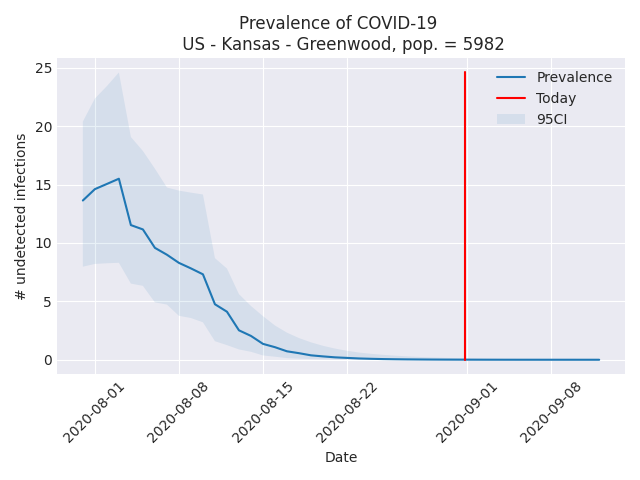 Prevalence of COVID-19
US - Kansas - Greenwood, pop. = 5982
25
20
15
10
5
0
# undetected infections
Prevalence
Today
95CI
2020-08-01
2020-08-08
2020-08-15
2020-08-22
2020-09-01
2020-09-08
Date